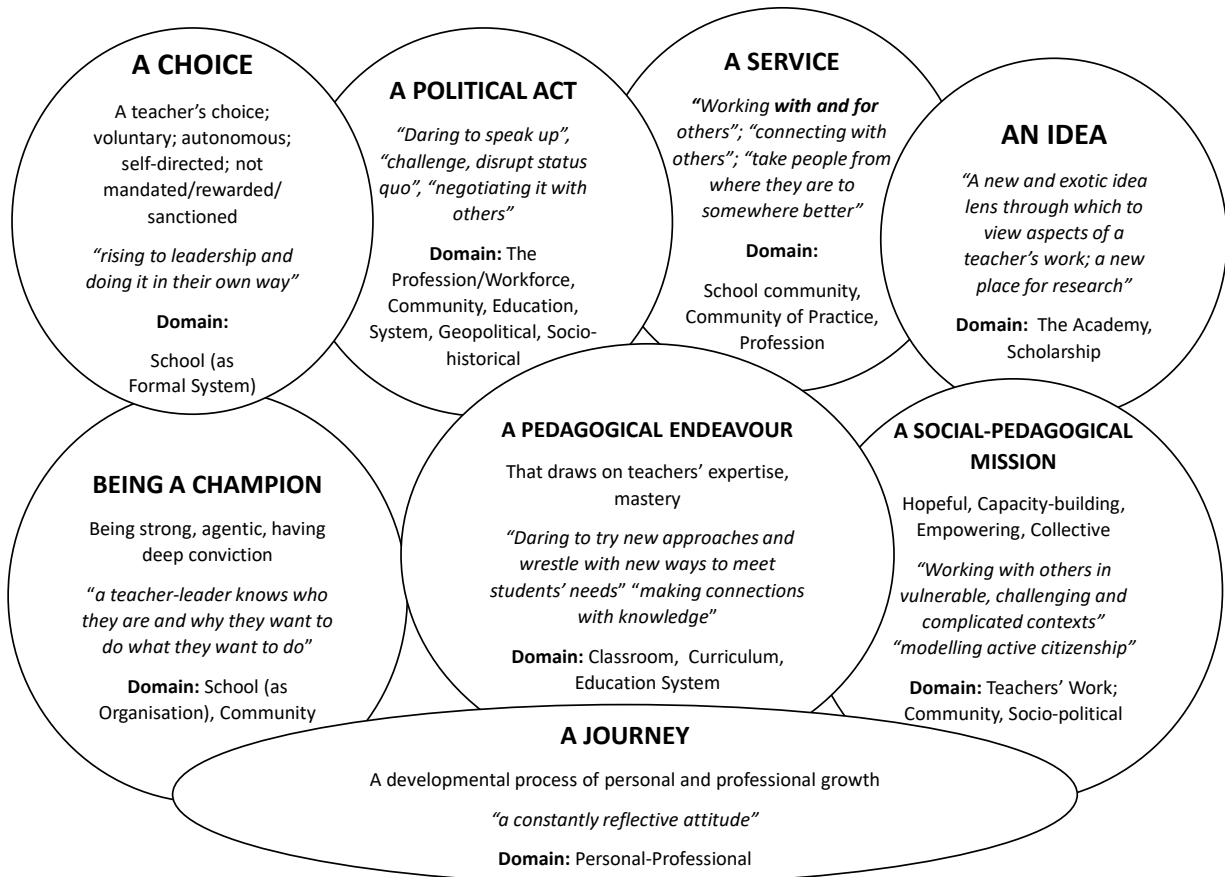 A CHOICE
A teacher’s choice;
voluntary; autonomous;
self-directed; not
mandated/rewarded/
sanctioned
“rising to leadership and
doing it in their own way”
Domain:
School (as
Formal System)
A POLITICAL ACT
“Daring to speak up”,
“challenge, disrupt status
quo”, “negotiating it with
others”
Domain: The
Profession/Workforce,
Community, Education,
System, Geopolitical, Socio-
historical
A SERVICE
“Working with and for
others”; “connecting with
others”; “take people from
where they are to
somewhere better”
Domain:
School community,
Community of Practice,
Profession
AN IDEA
“A new and exotic idea
lens through which to
view aspects of a
teacher’s work; a new
place for research”
Domain: The Academy,
Scholarship
BEING A CHAMPION
Being strong, agentic, having
deep conviction
“a teacher-leader knows who
they are and why they want to
do what they want to do”
Domain: School (as
Organisation), Community
A PEDAGOGICAL ENDEAVOUR
That draws on teachers’ expertise,
mastery
“Daring to try new approaches and
wrestle with new ways to meet
students’ needs” “making connections
with knowledge”
Domain: Classroom, Curriculum,
Education System
A SOCIAL-PEDAGOGICAL
MISSION
Hopeful, Capacity-building,
Empowering, Collective
“Working with others in
vulnerable, challenging and
complicated contexts”
“modelling active citizenship”
Domain: Teachers’ Work;
Community, Socio-political
A JOURNEY
A developmental process of personal and professional growth
“a constantly reflective attitude”
Domain: Personal-Professional